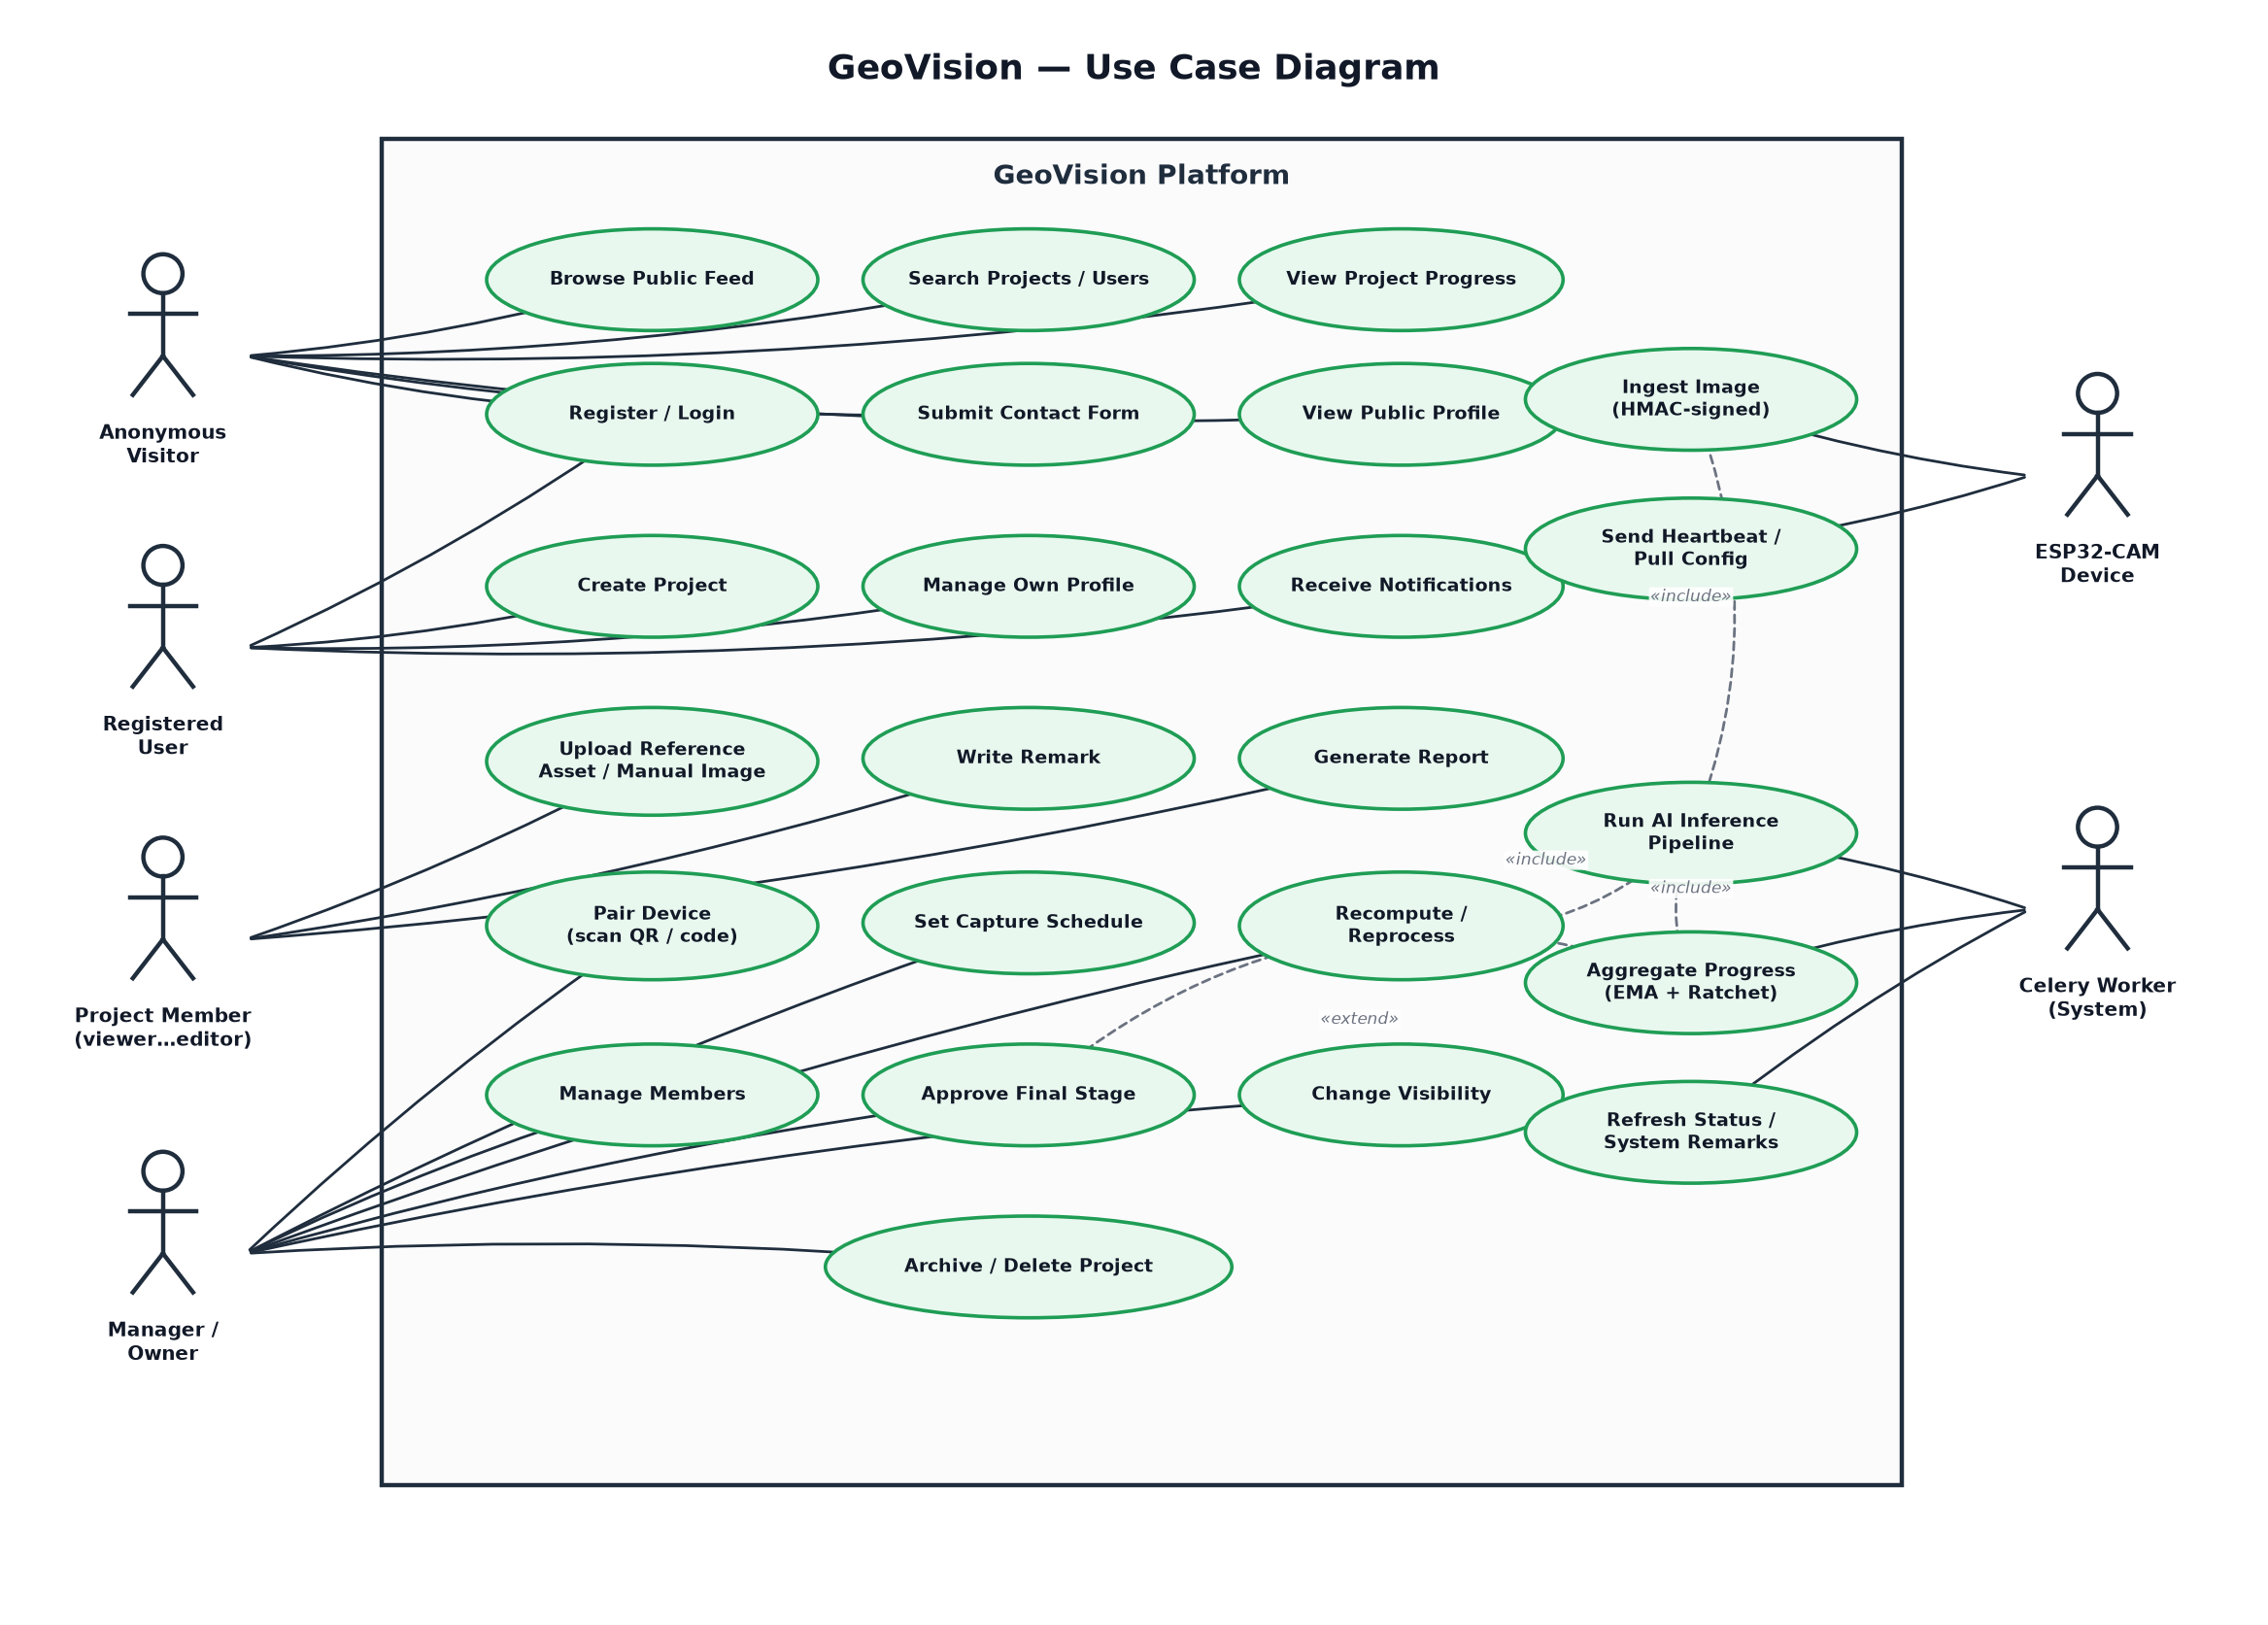 GeoVision — Use Case Diagram
GeoVision Platform
Browse Public Feed
Search Projects / Users
View Project Progress
Anonymous
Visitor
Register / Login
Submit Contact Form
View Public Profile
Ingest Image
(HMAC-signed)
ESP32-CAM
Device
Registered
User
Create Project
Manage Own Profile
Receive Notifications
Send Heartbeat /
Pull Config
«include»
Upload Reference
Asset / Manual Image
Write Remark
Generate Report
Run AI Inference
Pipeline
«include»
«include»
Project Member
(viewer…editor)
Pair Device
(scan QR / code)
Set Capture Schedule
Recompute /
Reprocess
Aggregate Progress
(EMA + Ratchet)
Celery Worker
(System)
«extend»
Manage Members
Approve Final Stage
Change Visibility
Refresh Status /
System Remarks
Archive / Delete Project
Manager /
Owner